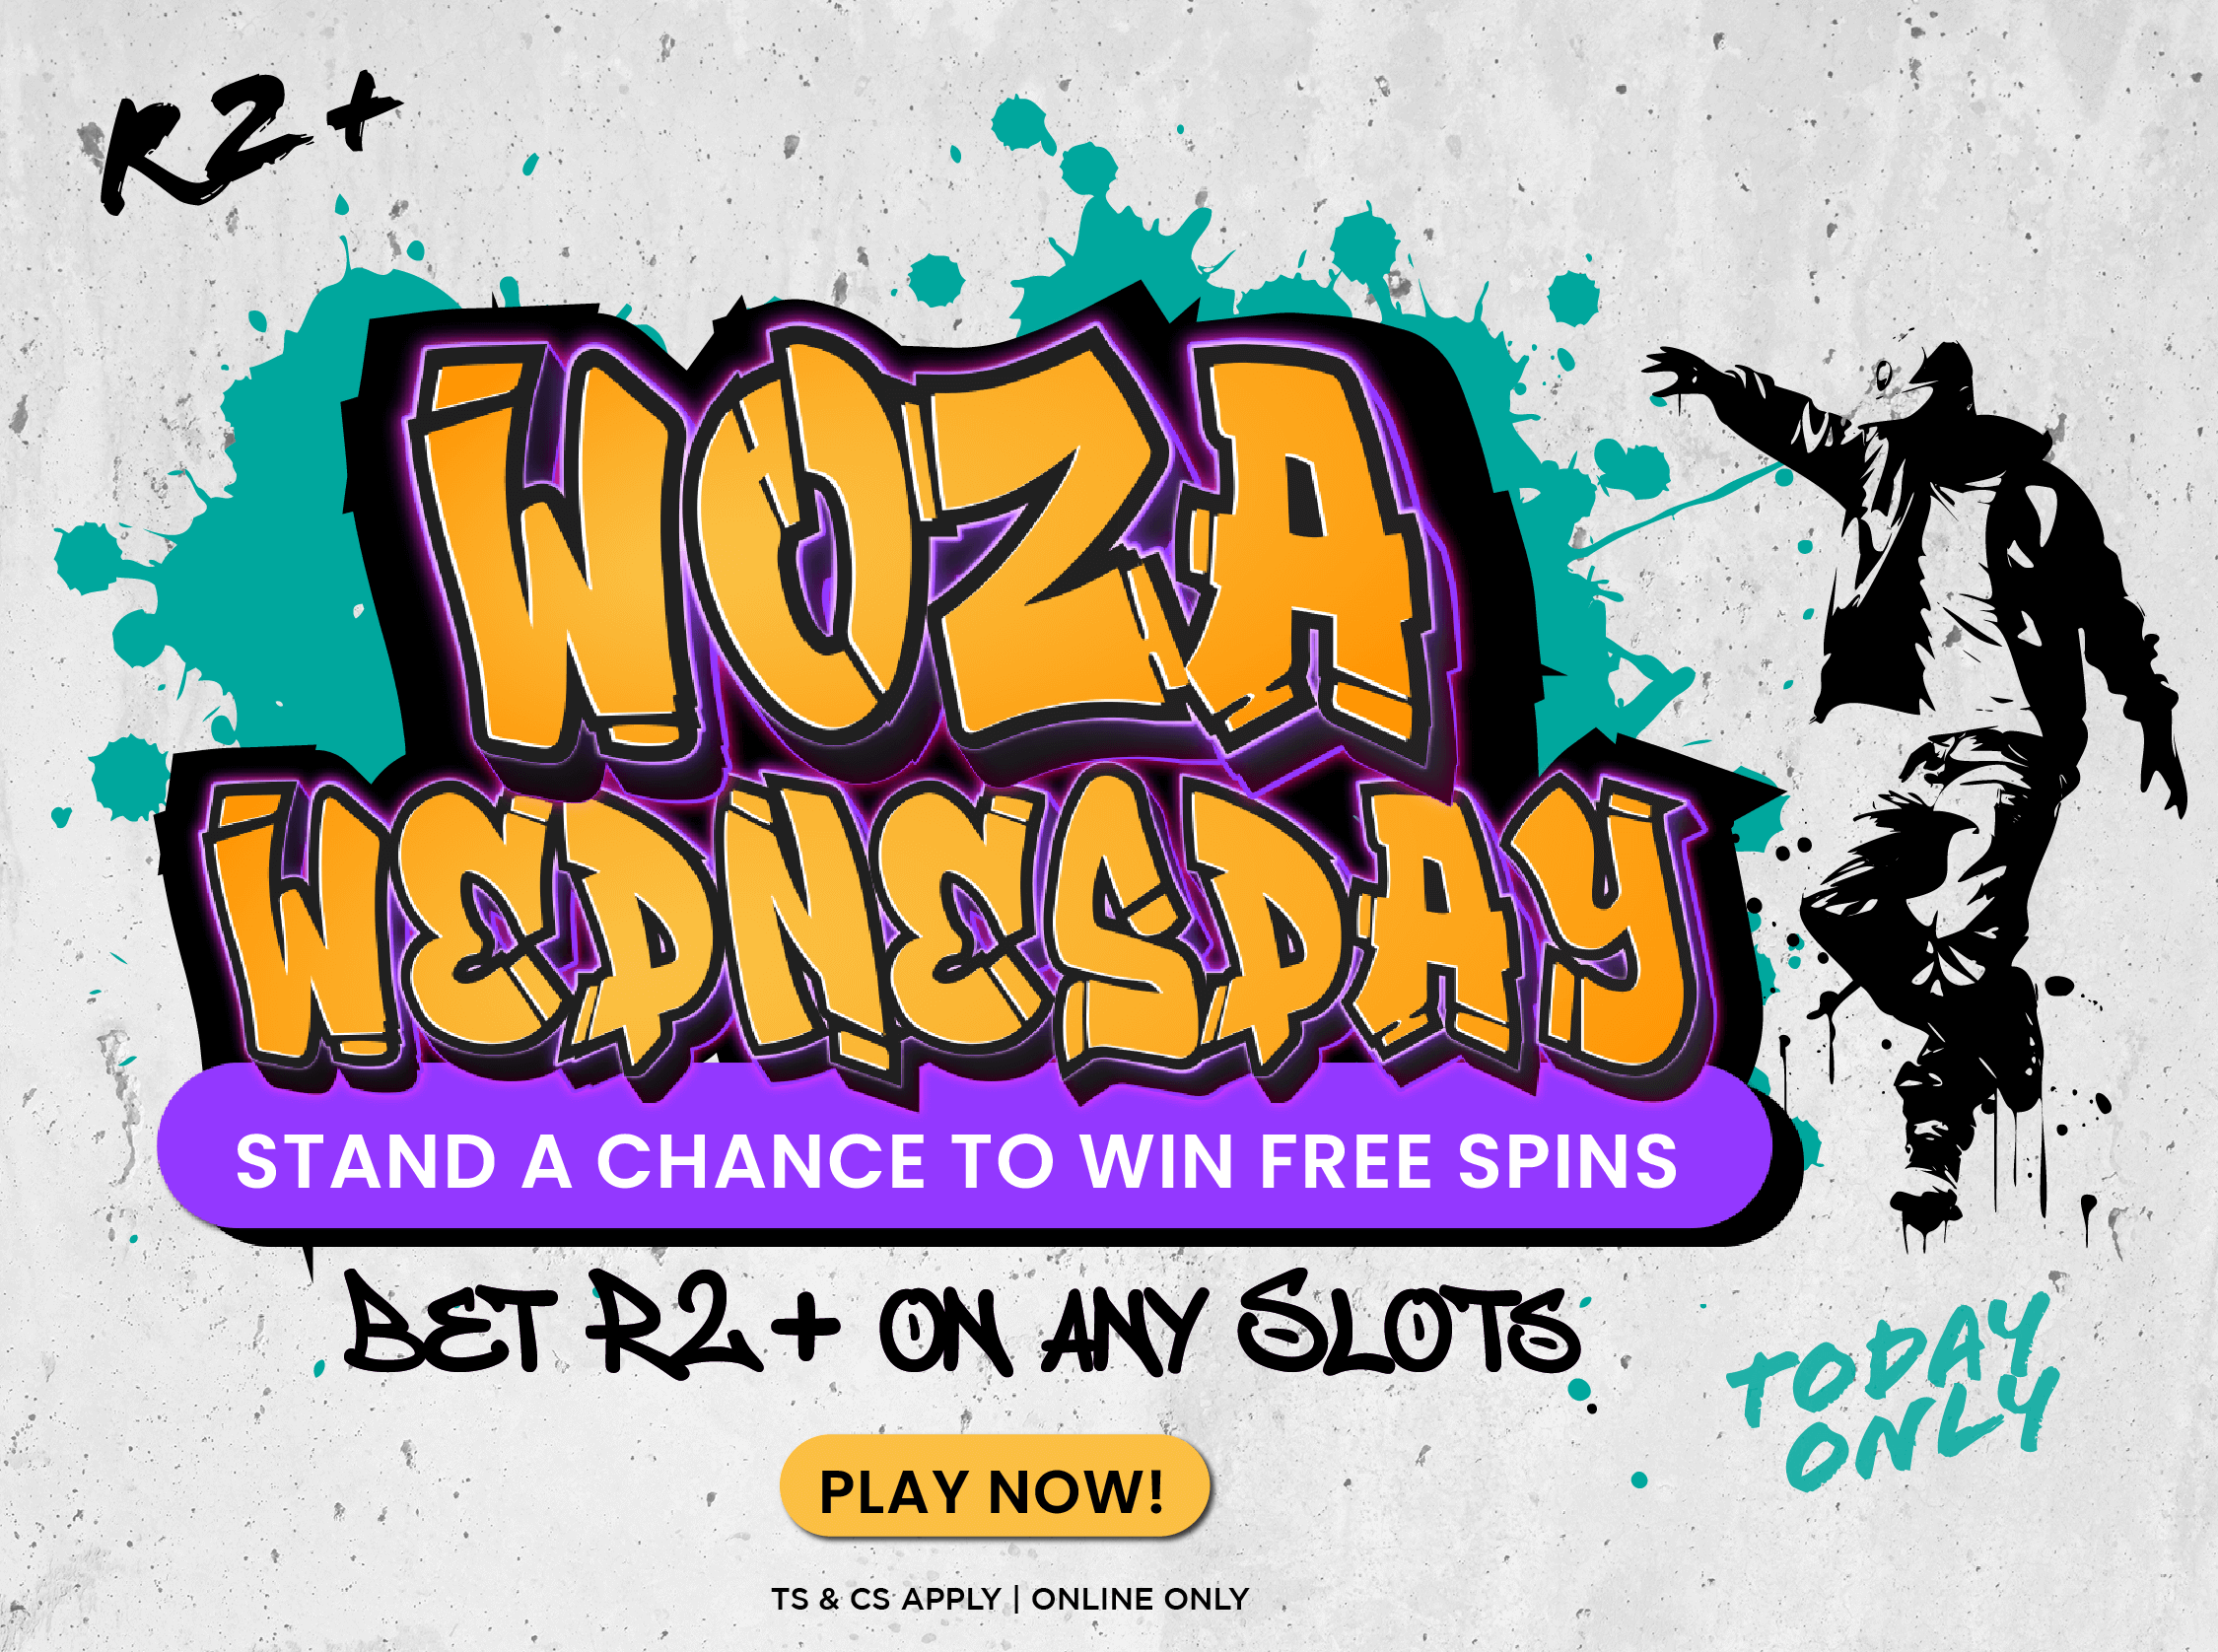 R2+
WOZA
WEDNESDAY
STAND A CHANCE TO WIN FREE SPINS
BET R2+ ON ANY SLOTS
TODAY
ONLY
PLAY NOW!
TS & CS APPLY | ONLINE ONLY